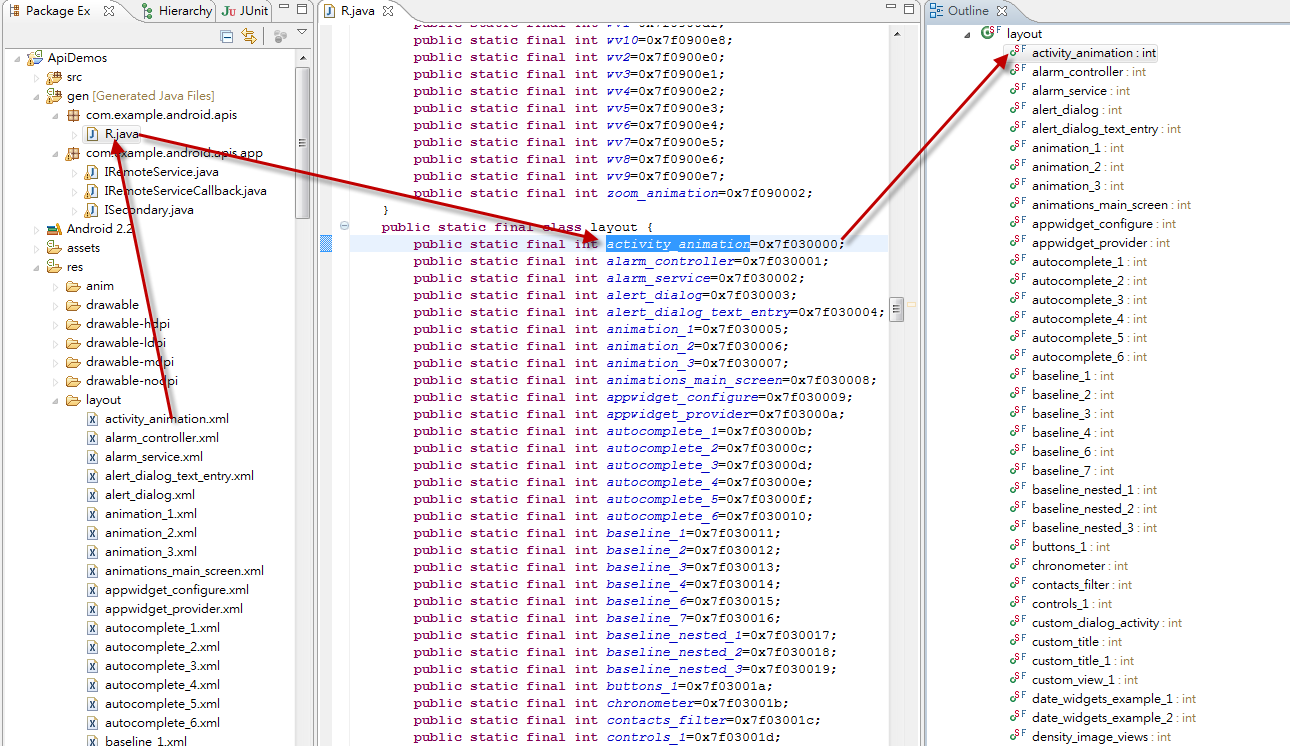 Package Ex
Hierarchy
JUnit
ApiDemos
src
gen [Generated Java Files]
com.example.android.apis
R.java
com.example.android.apis.app
IRemoteService.java
IRemoteServiceCallback.java
ISecondary.java
Android 2.2
assets
res
anim
drawable
drawable-hdpi
drawable-ldpi
drawable-mdpi
drawable-nodpi
layout
activity_animation.xml
alarm_controller.xml
alarm_service.xml
alert_dialog_text_entry.xml
alert_dialog.xml
animation_1.xml
animation_2.xml
animation_3.xml
animations_main_screen.xml
appwidget_configure.xml
appwidget_provider.xml
autocomplete_1.xml
autocomplete_2.xml
autocomplete_3.xml
autocomplete_4.xml
autocomplete_5.xml
autocomplete_6.xml
baseline_1.xml
R.java
public static final int wv1=0x7f0900df;
public static final int wv10=0x7f0900e8;
public static final int wv2=0x7f0900e0;
public static final int wv3=0x7f0900e1;
public static final int wv4=0x7f0900e2;
public static final int wv5=0x7f0900e3;
public static final int wv6=0x7f0900e4;
public static final int wv7=0x7f0900e5;
public static final int wv8=0x7f0900e6;
public static final int wv9=0x7f0900e7;
public static final int zoom_animation=0x7f090002;
}
public static final class layout {
public static final int activity_animation=0x7f030000;
public static final int alarm_controller=0x7f030001;
public static final int alarm_service=0x7f030002;
public static final int alert_dialog=0x7f030003;
public static final int alert_dialog_text_entry=0x7f030004;
public static final int animation_1=0x7f030005;
public static final int animation_2=0x7f030006;
public static final int animation_3=0x7f030007;
public static final int animations_main_screen=0x7f030008;
public static final int appwidget_configure=0x7f030009;
public static final int appwidget_provider=0x7f03000a;
public static final int autocomplete_1=0x7f03000b;
public static final int autocomplete_2=0x7f03000c;
public static final int autocomplete_3=0x7f03000d;
public static final int autocomplete_4=0x7f03000e;
public static final int autocomplete_5=0x7f03000f;
public static final int autocomplete_6=0x7f030010;
public static final int baseline_1=0x7f030011;
public static final int baseline_2=0x7f030012;
public static final int baseline_3=0x7f030013;
public static final int baseline_4=0x7f030014;
public static final int baseline_6=0x7f030015;
public static final int baseline_7=0x7f030016;
public static final int baseline_nested_1=0x7f030017;
public static final int baseline_nested_2=0x7f030018;
public static final int baseline_nested_3=0x7f030019;
public static final int buttons_1=0x7f03001a;
public static final int chronometer=0x7f03001b;
public static final int contacts_filter=0x7f03001c;
public static final int controls_1=0x7f03001d;
Outline
layout
activity_animation : int
alarm_controller : int
alarm_service : int
alert_dialog : int
alert_dialog_text_entry : int
animation_1 : int
animation_2 : int
animation_3 : int
animations_main_screen : int
appwidget_configure : int
appwidget_provider : int
autocomplete_1 : int
autocomplete_2 : int
autocomplete_3 : int
autocomplete_4 : int
autocomplete_5 : int
autocomplete_6 : int
baseline_1 : int
baseline_2 : int
baseline_3 : int
baseline_4 : int
baseline_6 : int
baseline_7 : int
baseline_nested_1 : int
baseline_nested_2 : int
baseline_nested_3 : int
buttons_1 : int
chronometer : int
contacts_filter : int
controls_1 : int
custom_dialog_activity : int
custom_title : int
custom_title_1 : int
custom_view_1 : int
date_widgets_example_1 : int
date_widgets_example_2 : int
density_image_views : int